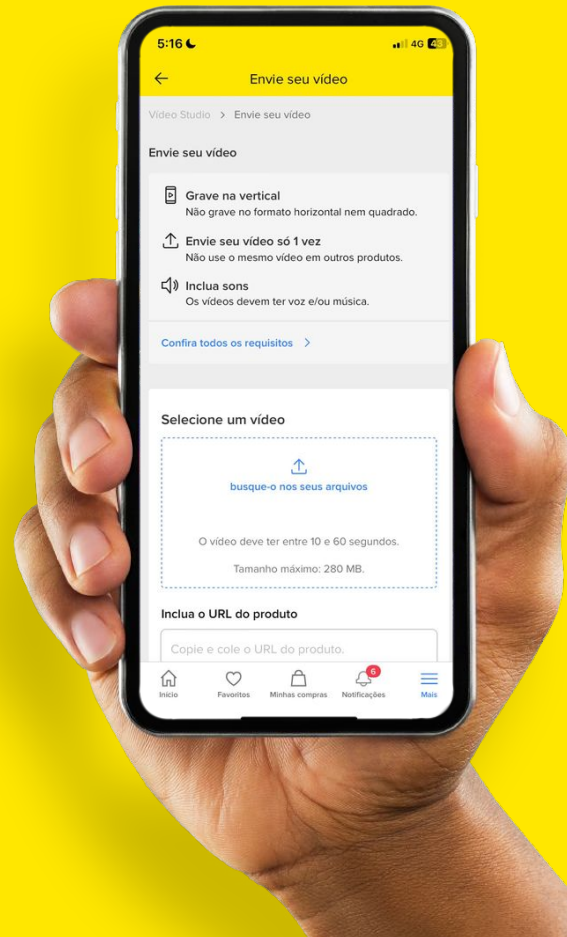 5:16
4G 43
Envie seu vídeo
Vídeo Studio > Envie seu vídeo
Envie seu vídeo
Grave na vertical
Não grave no formato horizontal nem quadrado.
Envie seu vídeo só 1 vez
Não use o mesmo vídeo em outros produtos.
Inclua sons
Os vídeos devem ter voz e/ou música.
Confira todos os requisitos >
Selecione um vídeo
busque-o nos seus arquivos
O vídeo deve ter entre 10 e 60 segundos.
Tamanho máximo: 280 MB.
Inclua o URL do produto
Copie e cole o URL do produto.
6
Início Favoritos Minhas compras Notificações Mais